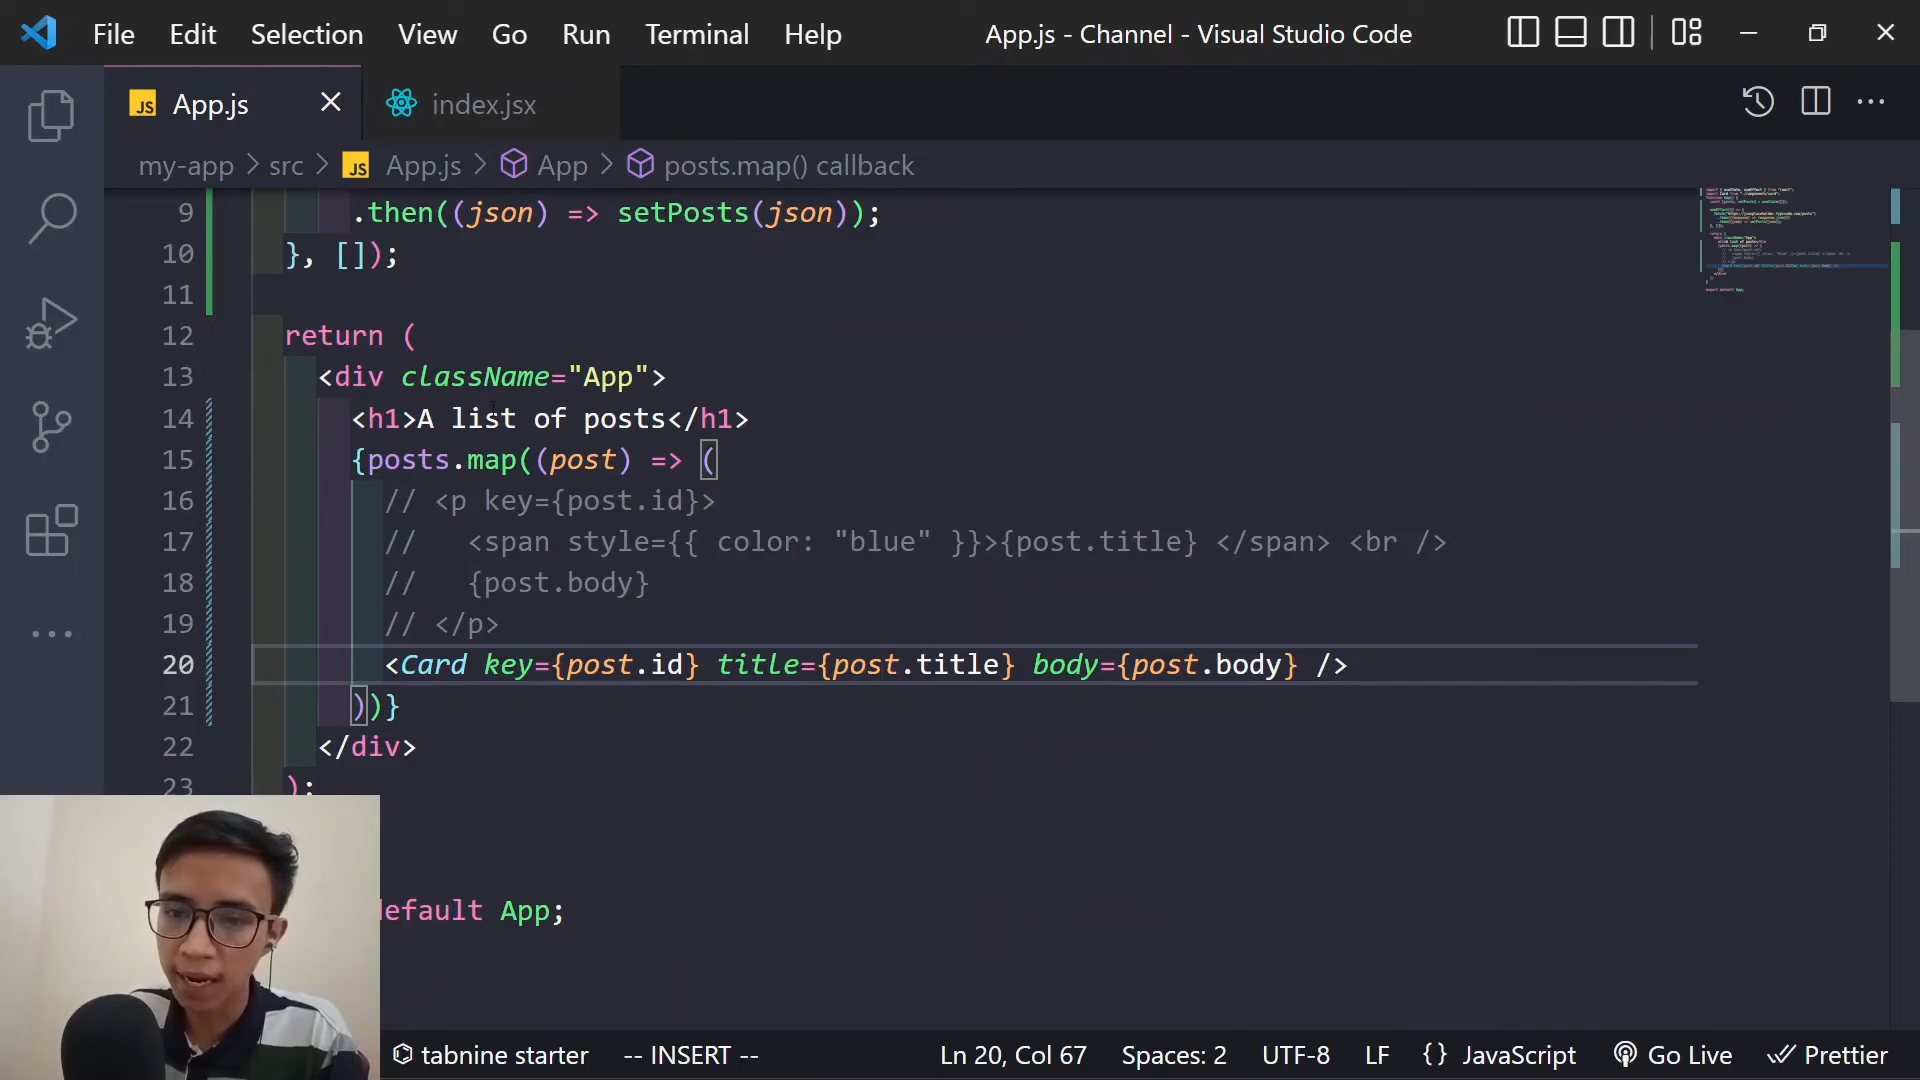 File Edit Selection View Go Run Terminal Help App.js - Channel - Visual Studio Code
JS App.js index.jsx
my-app > src > JS App.js > App > posts.map() callback
9 .then((json) => setPosts(json));
10 }, []);
11
12 return (
13 <div className="App">
14 <h1>A list of posts</h1>
15 {posts.map((post) => (
16 // <p key={post.id}>
17 // <span style={{ color: "blue" }}>{post.title} </span> <br />
18 // {post.body}
19 // </p>
20 <Card key={post.id} title={post.title} body={post.body} />
21 ))}
22 </div>
23 );
default App;
tabnine starter -- INSERT -- Ln 20, Col 67 Spaces: 2 UTF-8 LF {} JavaScript Go Live Prettier